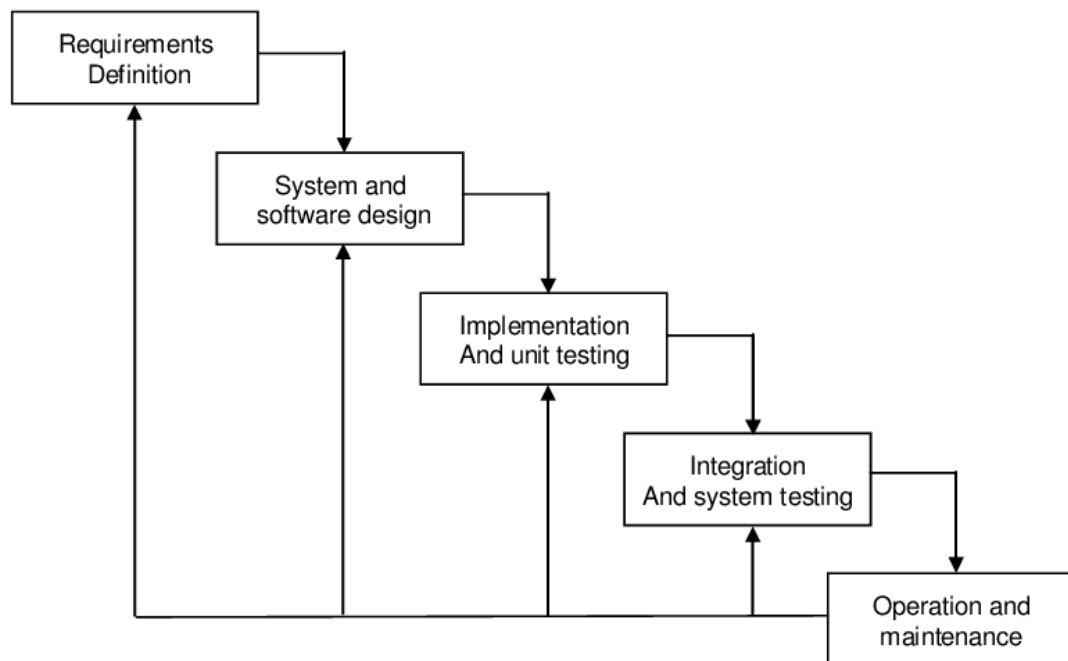 Requirements
Definition
System and
software design
Implementation
And unit testing
Integration
And system testing
Operation and
maintenance